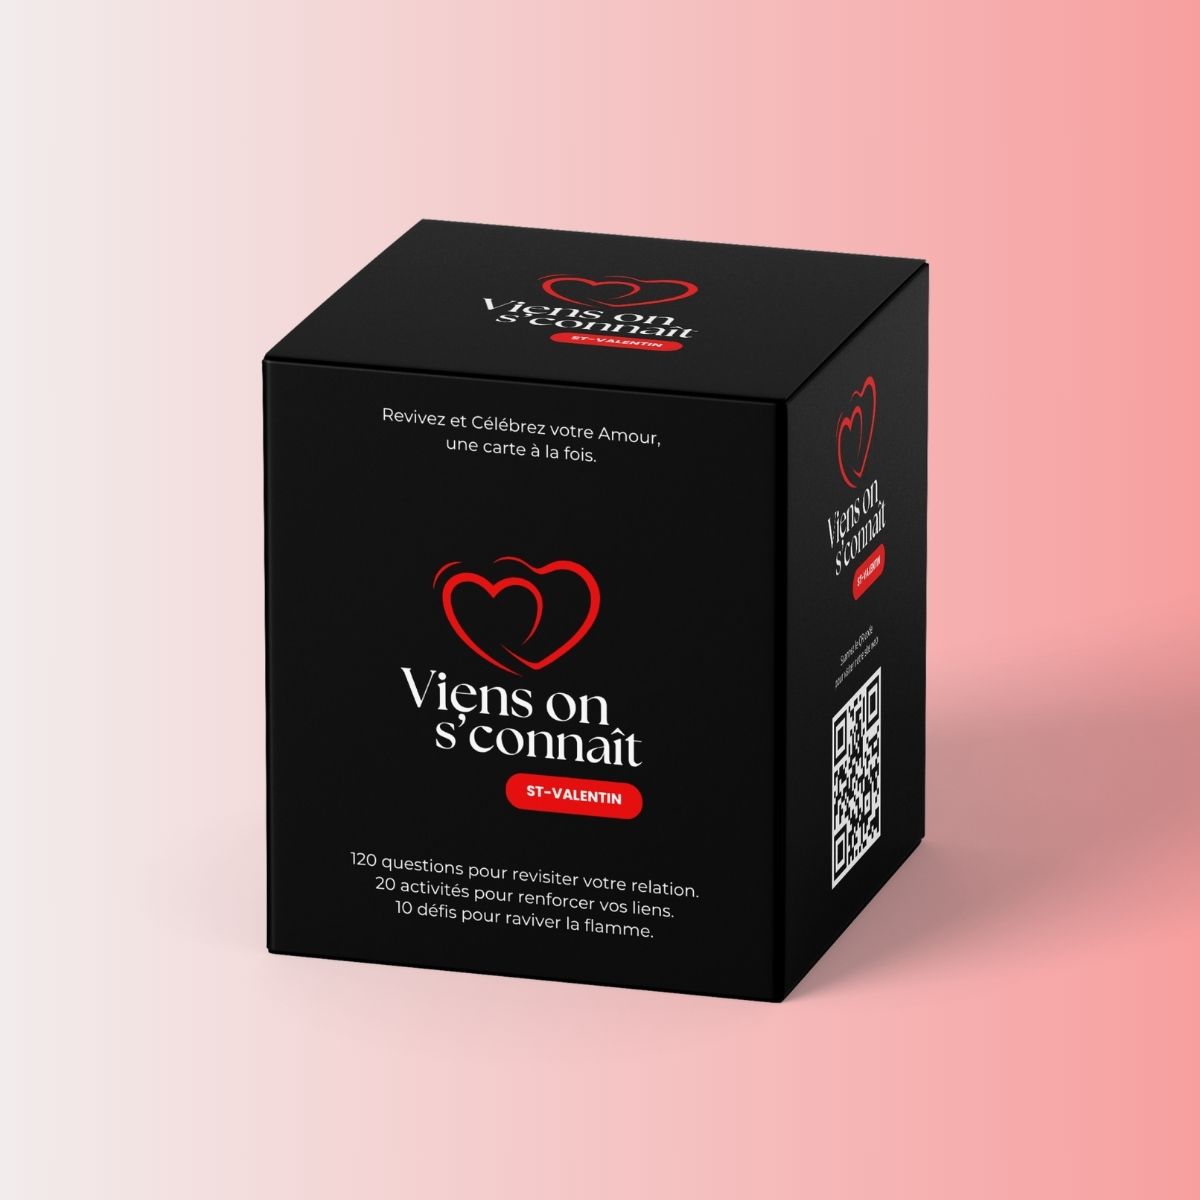 Viens on
s'connaît
ST-VALENTIN
Revivez et Célébrez votre Amour,
une carte à la fois.
Viens on
s'connaît
ST-VALENTIN
120 questions pour revisiter votre relation.
20 activités pour renforcer vos liens.
10 défis pour raviver la flamme.
Viens on
s'connaît
ST-VALENTIN